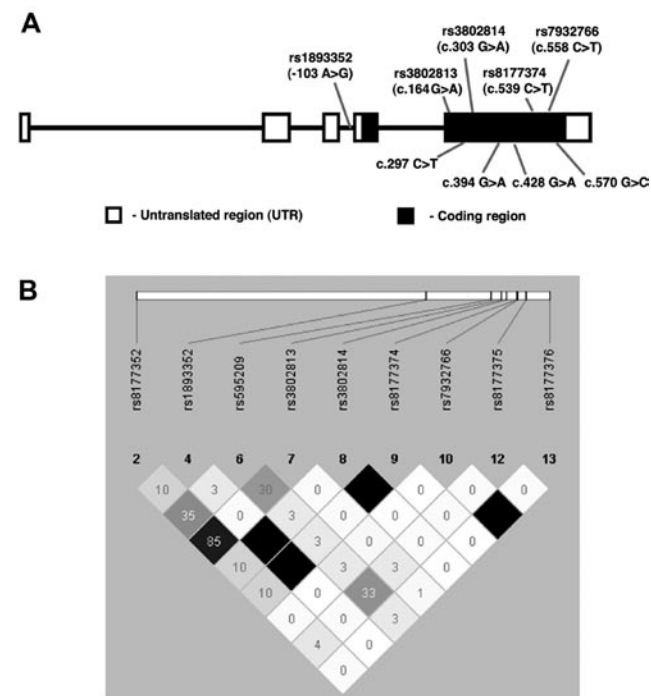 A
rs1893352
(-103 A>G)
rs3802813
(c.164 G>A)
rs3802814
(c.303 G>A)
rs8177374
(c.539 C>T)
rs7932766
(c.558 C>T)
c.297 C>T
c.394 G>A
c.428 G>A
c.570 G>C
- Untranslated region (UTR)
- Coding region
B
rs8177352
rs1893352
rs595209
rs3802813
rs3802814
rs8177374
rs7932766
rs8177375
rs8177376
2 4 6 7 8 9 10 12 13
10 3 30 0 0 0 0
35 0 3 0 0 0
85 3 0 0 0
10 3 3 0
10 0 33 1
0 0 3
4 0
0